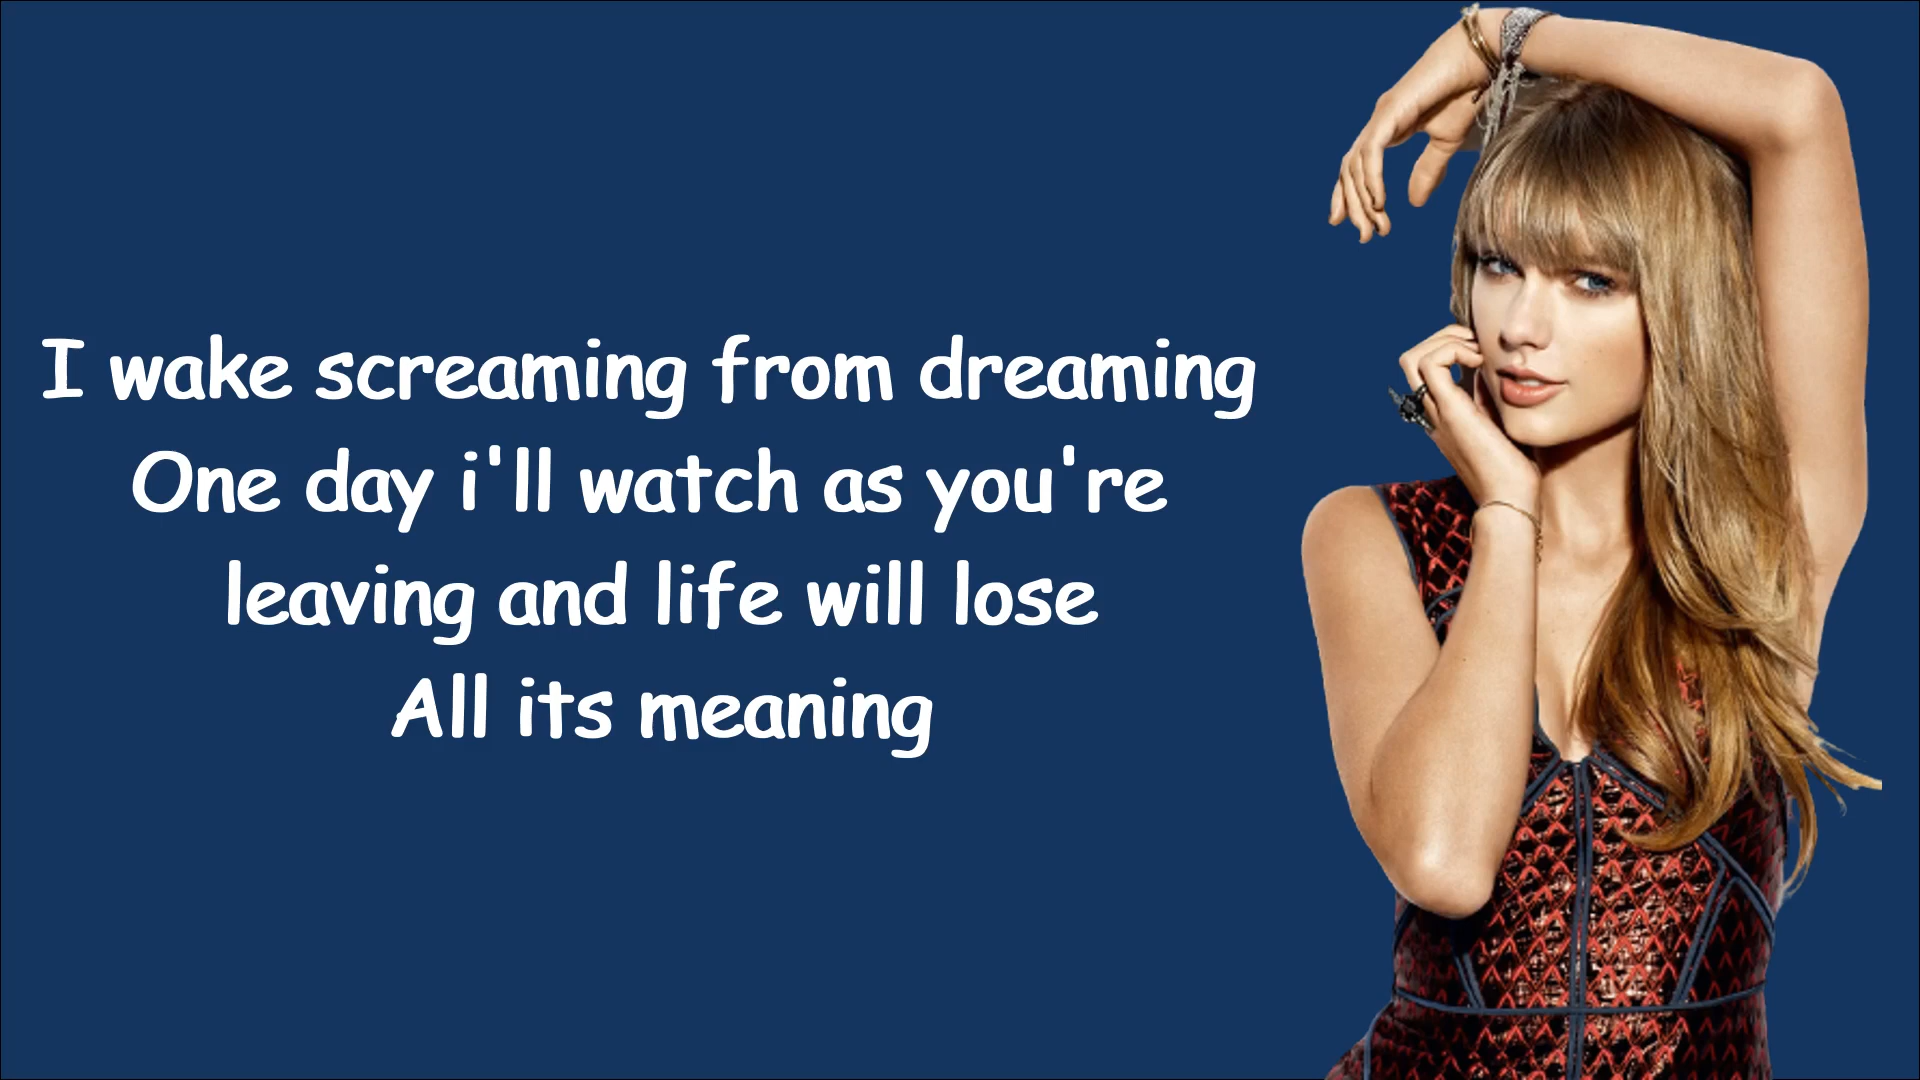 I wake screaming from dreaming
One day i'll watch as you're
leaving and life will lose
All its meaning